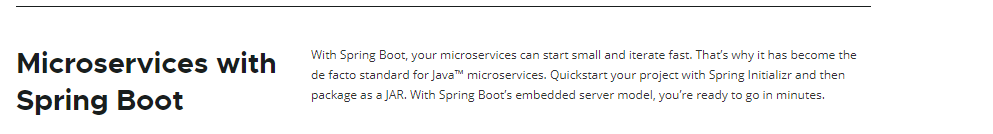 Microservices with
Spring Boot
With Spring Boot, your microservices can start small and iterate fast. That’s why it has become the
de facto standard for Java™ microservices. Quickstart your project with Spring Initializr and then
package as a JAR. With Spring Boot’s embedded server model, you’re ready to go in minutes.